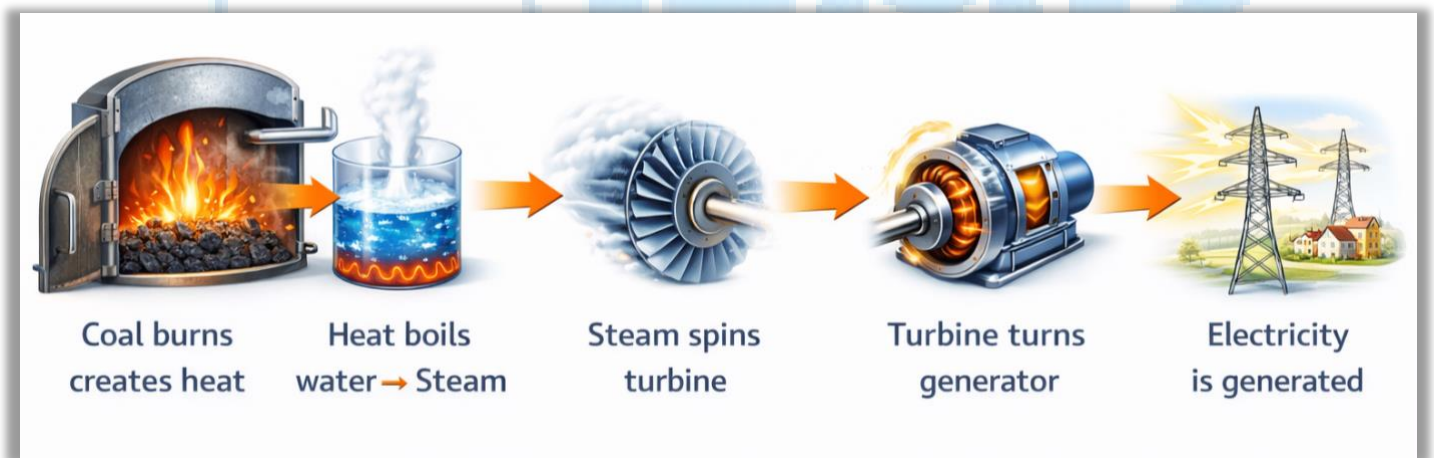 Coal burns
creates heat
Heat boils
water → Steam
Steam spins
turbine
Turbine turns
generator
Electricity
is generated